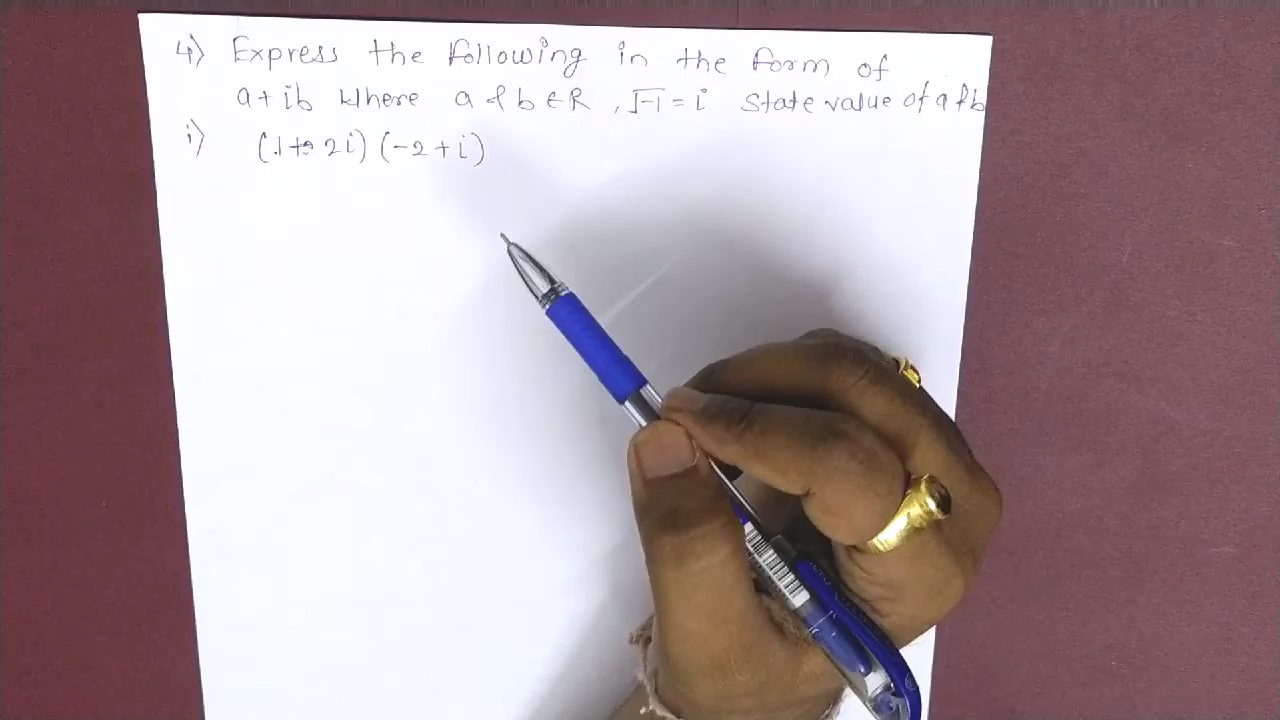 4) Express the following in the form of
a + ib Where a & b ∈ R , √-1 = i State value of a & b
i) (1 + 2i) (-2 + i)